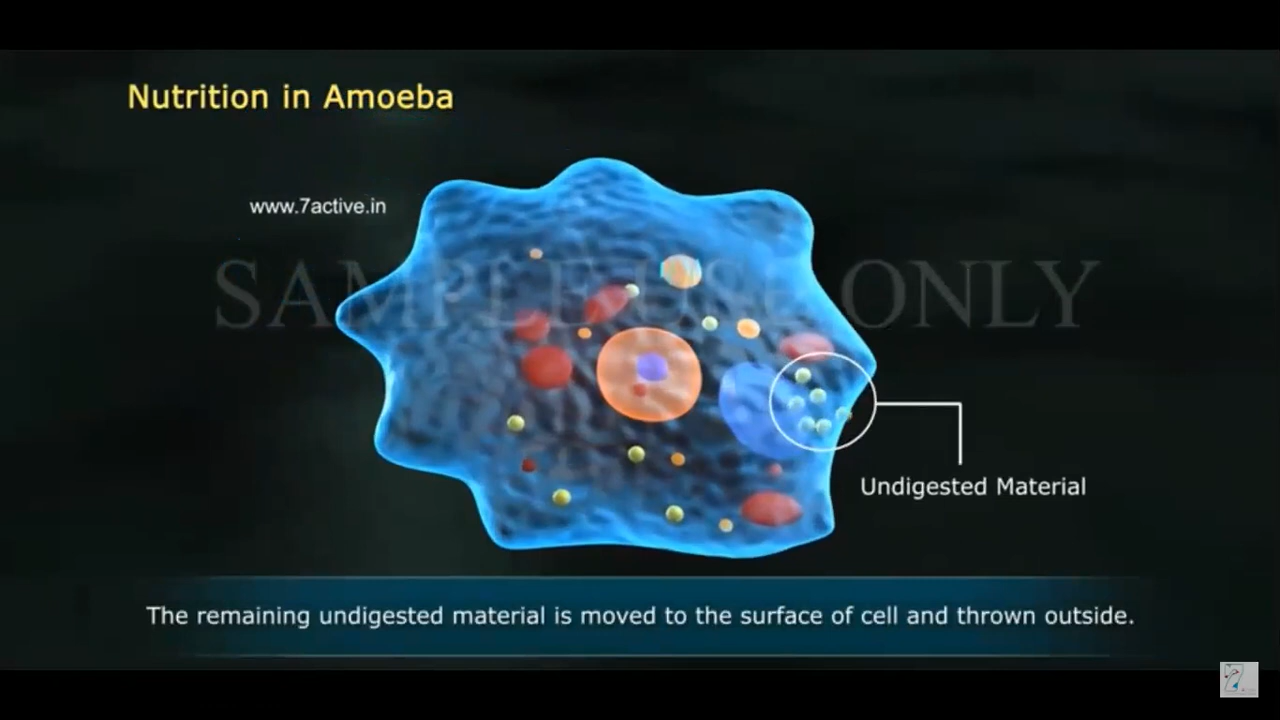 Nutrition in Amoeba
www.7active.in
SAMPLE USE ONLY
Undigested Material
The remaining undigested material is moved to the surface of cell and thrown outside.